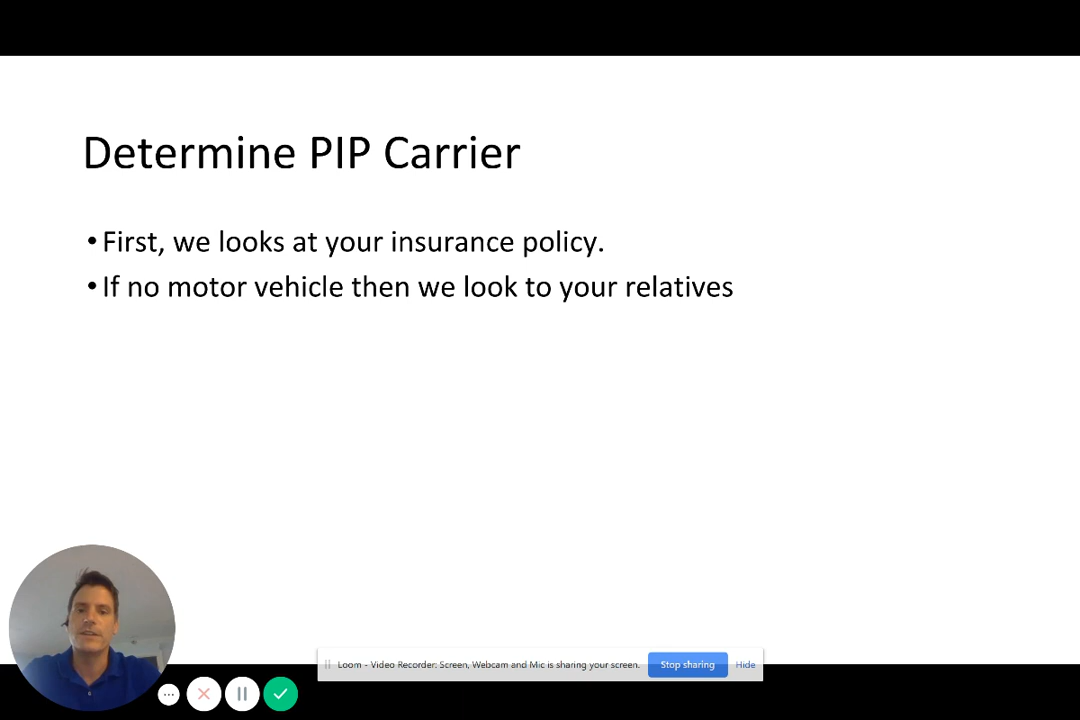 Determine PIP Carrier
• First, we looks at your insurance policy.
• If no motor vehicle then we look to your relatives
Loom - Video Recorder: Screen, Webcam and Mic is sharing your screen. Stop sharing Hide